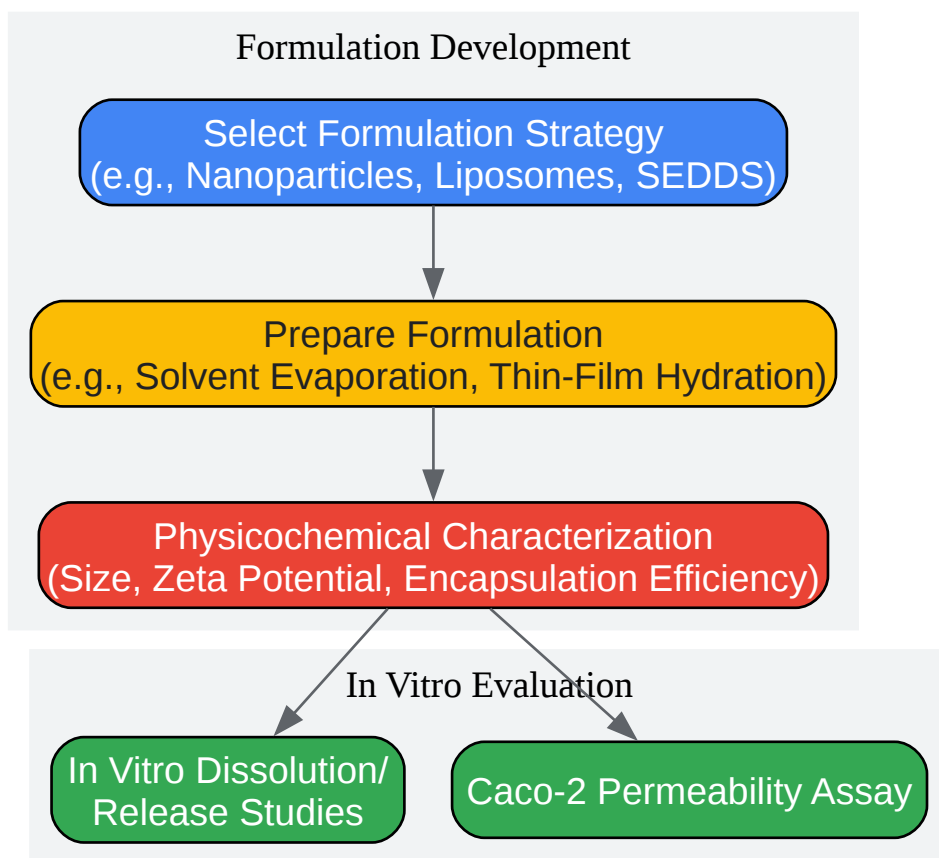 Formulation Development
Select Formulation Strategy
(e.g., Nanoparticles, Liposomes, SEDDS)
Prepare Formulation
(e.g., Solvent Evaporation, Thin-Film Hydration)
Physicochemical Characterization
(Size, Zeta Potential, Encapsulation Efficiency)
In Vitro Evaluation
In Vitro Dissolution/
Release Studies
Caco-2 Permeability Assay